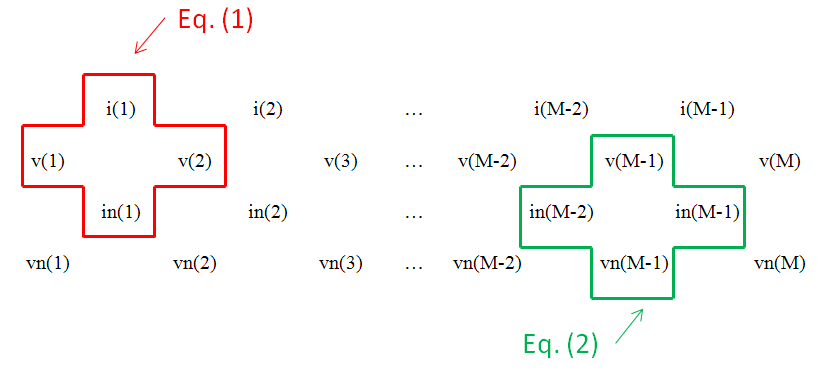 Eq. (1)
i(1) i(2) … i(M-2) i(M-1)
v(1) v(2) v(3) … v(M-2) v(M-1) v(M)
in(1) in(2) … in(M-2) in(M-1)
vn(1) vn(2) vn(3) … vn(M-2) vn(M-1) vn(M)
Eq. (2)